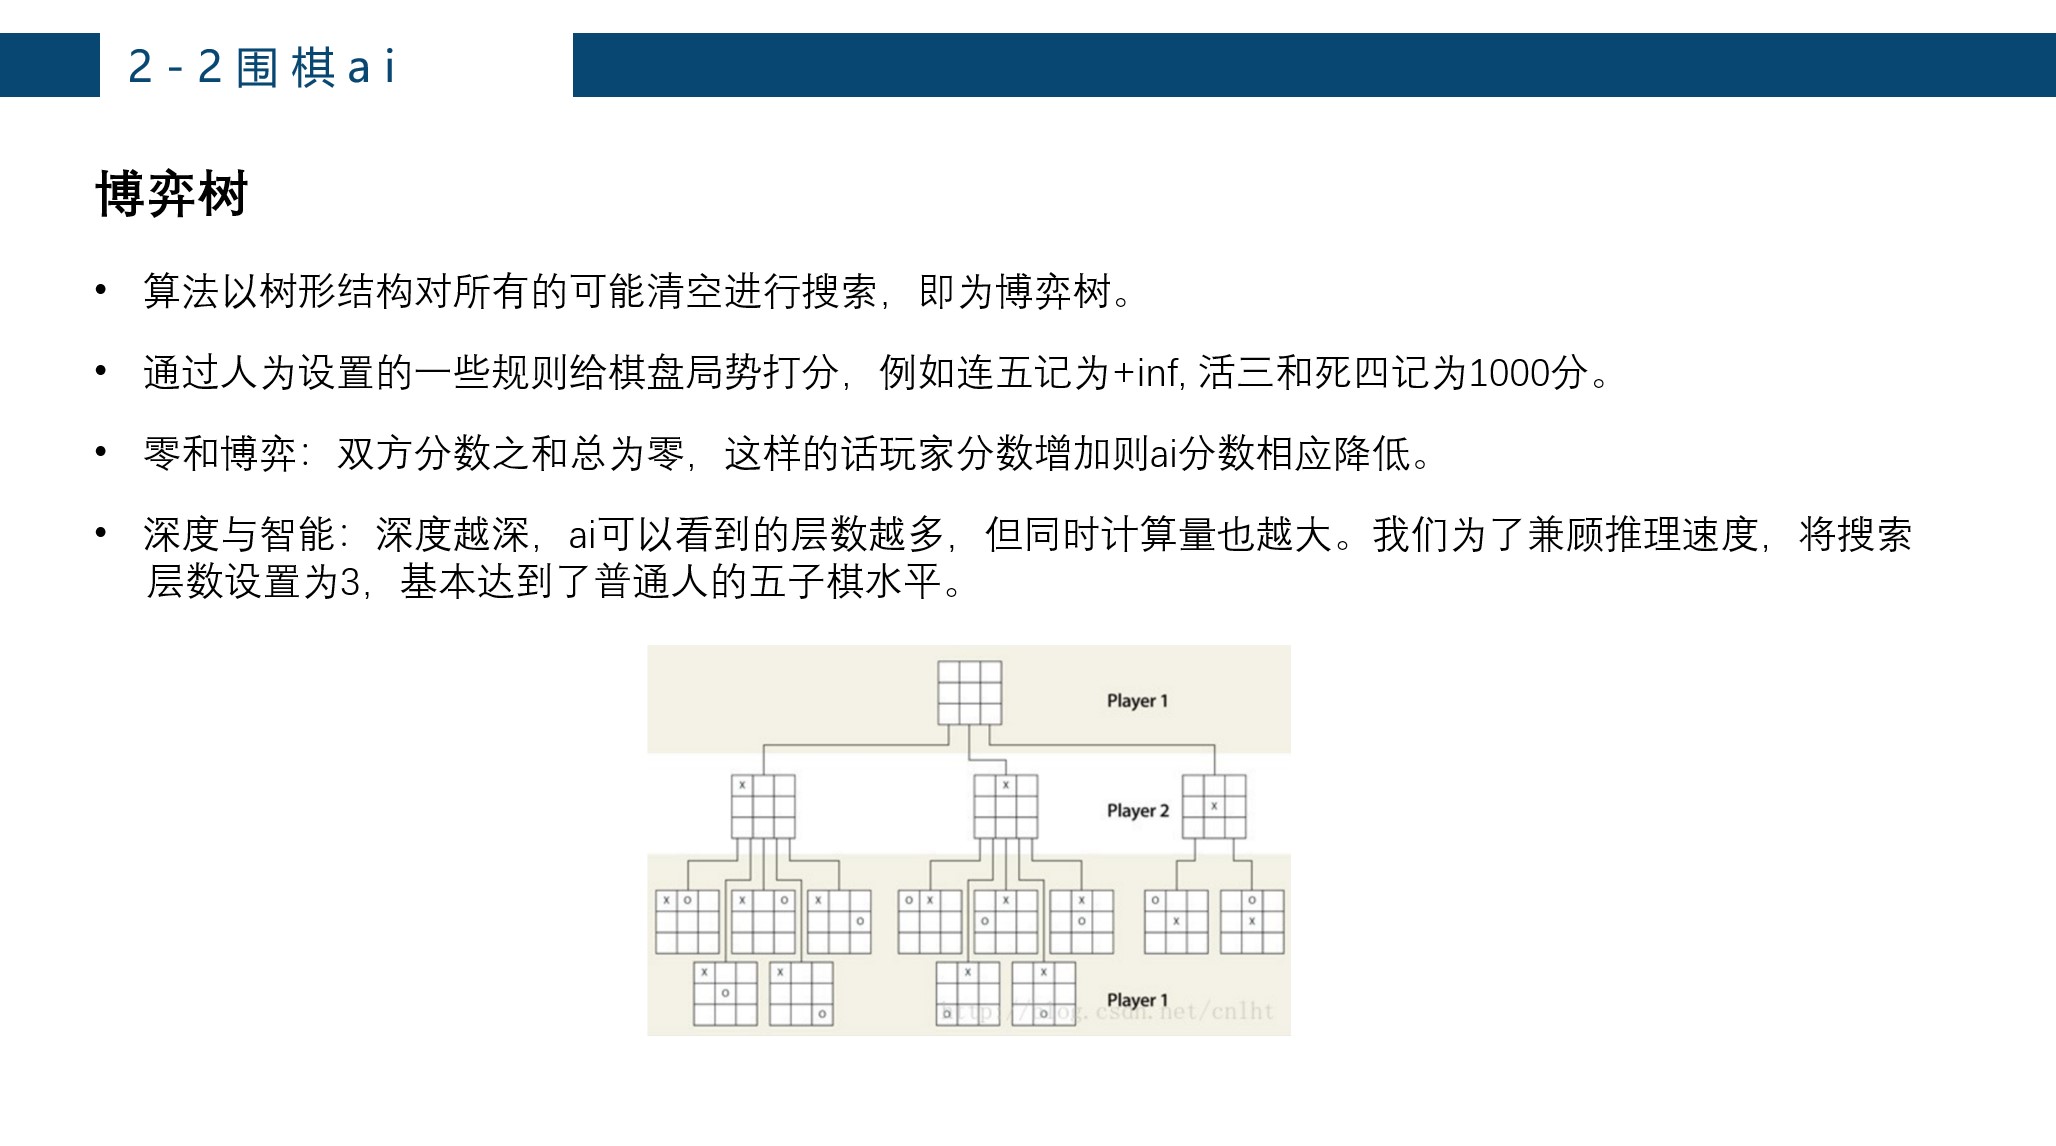 2-2围棋ai
博弈树
• 算法以树形结构对所有的可能清空进行搜索，即为博弈树。
• 通过人为设置的一些规则给棋盘局势打分，例如连五记为+inf, 活三和死四记为1000分。
• 零和博弈：双方分数之和总为零，这样的话玩家分数增加则ai分数相应降低。
• 深度与智能：深度越深，ai可以看到的层数越多，但同时计算量也越大。我们为了兼顾推理速度，将搜索
层数设置为3，基本达到了普通人的五子棋水平。
Player 1
x x x
Player 2
x o x o x o o x x o x o o x o x
x o x o x o x o
Player 1
http://blog.csdn.net/cnlht